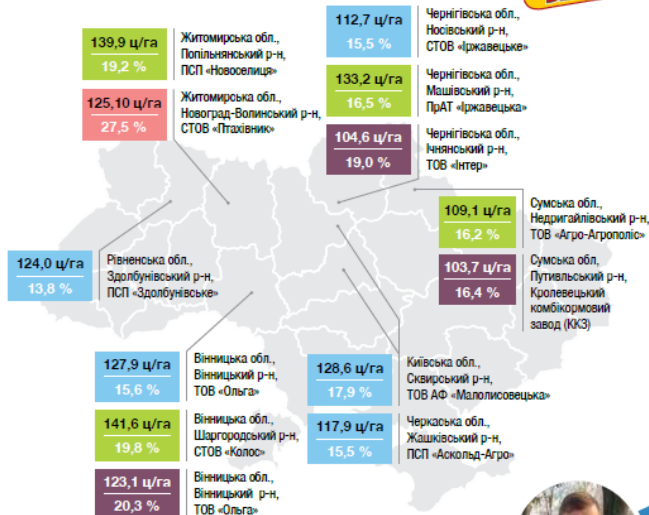 139,9 ц/га
19,2 %
Житомирська обл.,
Попільнянський р-н,
ПСП «Новоселиця»
125,10 ц/га
27,5 %
Житомирська обл.,
Новоград-Волинський р-н,
СТОВ «Птахівник»
112,7 ц/га
15,5 %
Чернігівська обл.,
Носівський р-н,
СТОВ «Іржавецьке»
133,2 ц/га
16,5 %
Чернігівська обл.,
Машівський р-н,
ПрАТ «Іржавецька»
104,6 ц/га
19,0 %
Чернігівська обл.,
Ічнянський р-н,
ТОВ «Інтер»
109,1 ц/га
16,2 %
Сумська обл.,
Недригайлівський р-н,
ТОВ «Агро-Агрополіс»
103,7 ц/га
16,4 %
Сумська обл,
Путивльський р-н,
Кролевецький
комбікормовий
завод (ККЗ)
124,0 ц/га
13,8 %
Рівненська обл.,
Здолбунівський р-н,
ПСП «Здолбунівське»
127,9 ц/га
15,6 %
Вінницька обл.,
Вінницький р-н,
ТОВ «Ольга»
141,6 ц/га
19,8 %
Вінницька обл.,
Шаргородський р-н,
СТОВ «Колос»
123,1 ц/га
20,3 %
Вінницька обл.,
Вінницький р-н,
ТОВ «Ольга»
128,6 ц/га
17,9 %
Київська обл.,
Сквирський р-н,
ТОВ АФ «Малолисовецька»
117,9 ц/га
15,5 %
Черкаська обл.,
Жашківський р-н,
ПСП «Аскольд-Агро»